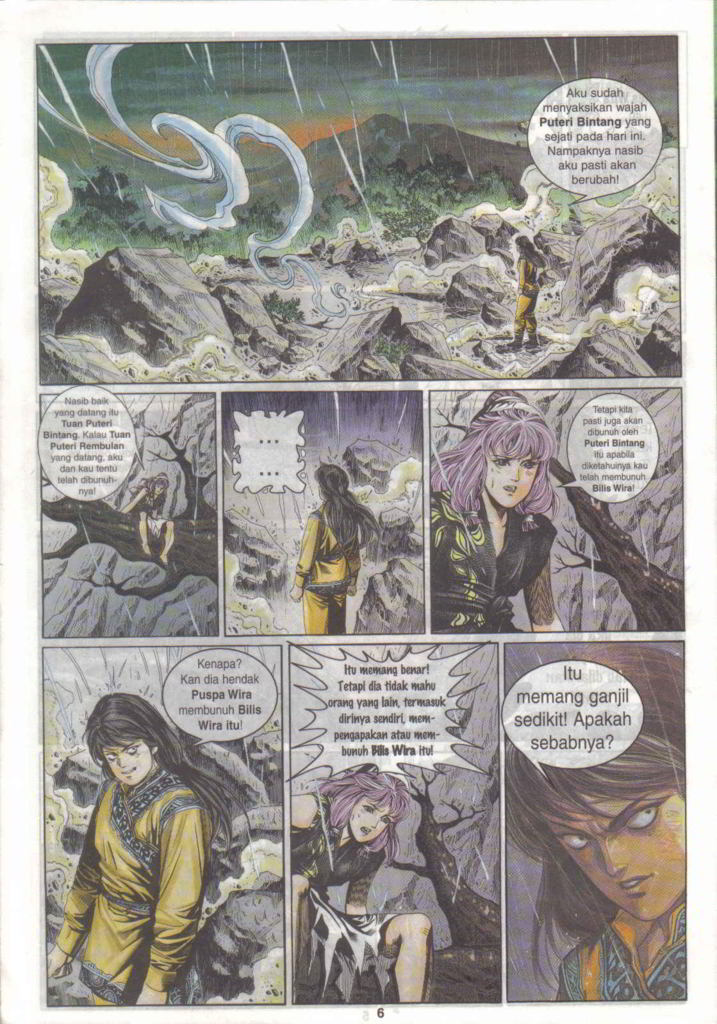 Aku sudah
menyaksikan wajah
Puteri Bintang yang
sejati pada hari ini.
Nampaknya nasib
aku pasti akan
berubah!
Nasib baik
yang datang itu
Tuan Puteri
Bintang. Kalau Tuan
Puteri Rembulan
yang datang, aku
dan kau tentu
telah dibunuh-
nya!
...
...
Tetapi kita
pasti juga akan
dibunuh oleh
Puteri Bintang
itu apabila
diketahuinya kau
telah membunuh
Bilis Wira!
Kenapa?
Kan dia hendak
Puspa Wira
membunuh Bilis
Wira itu!
Itu memang benar!
Tetapi dia tidak mahu
orang yang lain, termasuk
dirinya sendiri, mem-
pengapakan atau mem-
bunuh Bilis Wira itu!
Itu
memang ganjil
sedikit! Apakah
sebabnya?
6